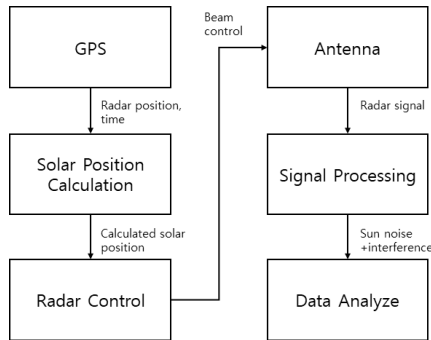 GPS
Radar position,
time
Solar Position
Calculation
Calculated solar
position
Radar Control
Beam
control
Antenna
Radar signal
Signal Processing
Sun noise
+interference
Data Analyze